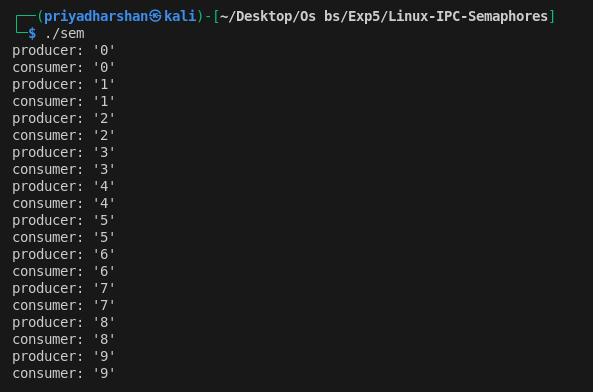 ┌──(priyadharshan㉿kali)-[~/Desktop/Os bs/Exp5/Linux-IPC-Semaphores]
└─$ ./sem
producer: '0'
consumer: '0'
producer: '1'
consumer: '1'
producer: '2'
consumer: '2'
producer: '3'
consumer: '3'
producer: '4'
consumer: '4'
producer: '5'
consumer: '5'
producer: '6'
consumer: '6'
producer: '7'
consumer: '7'
producer: '8'
consumer: '8'
producer: '9'
consumer: '9'